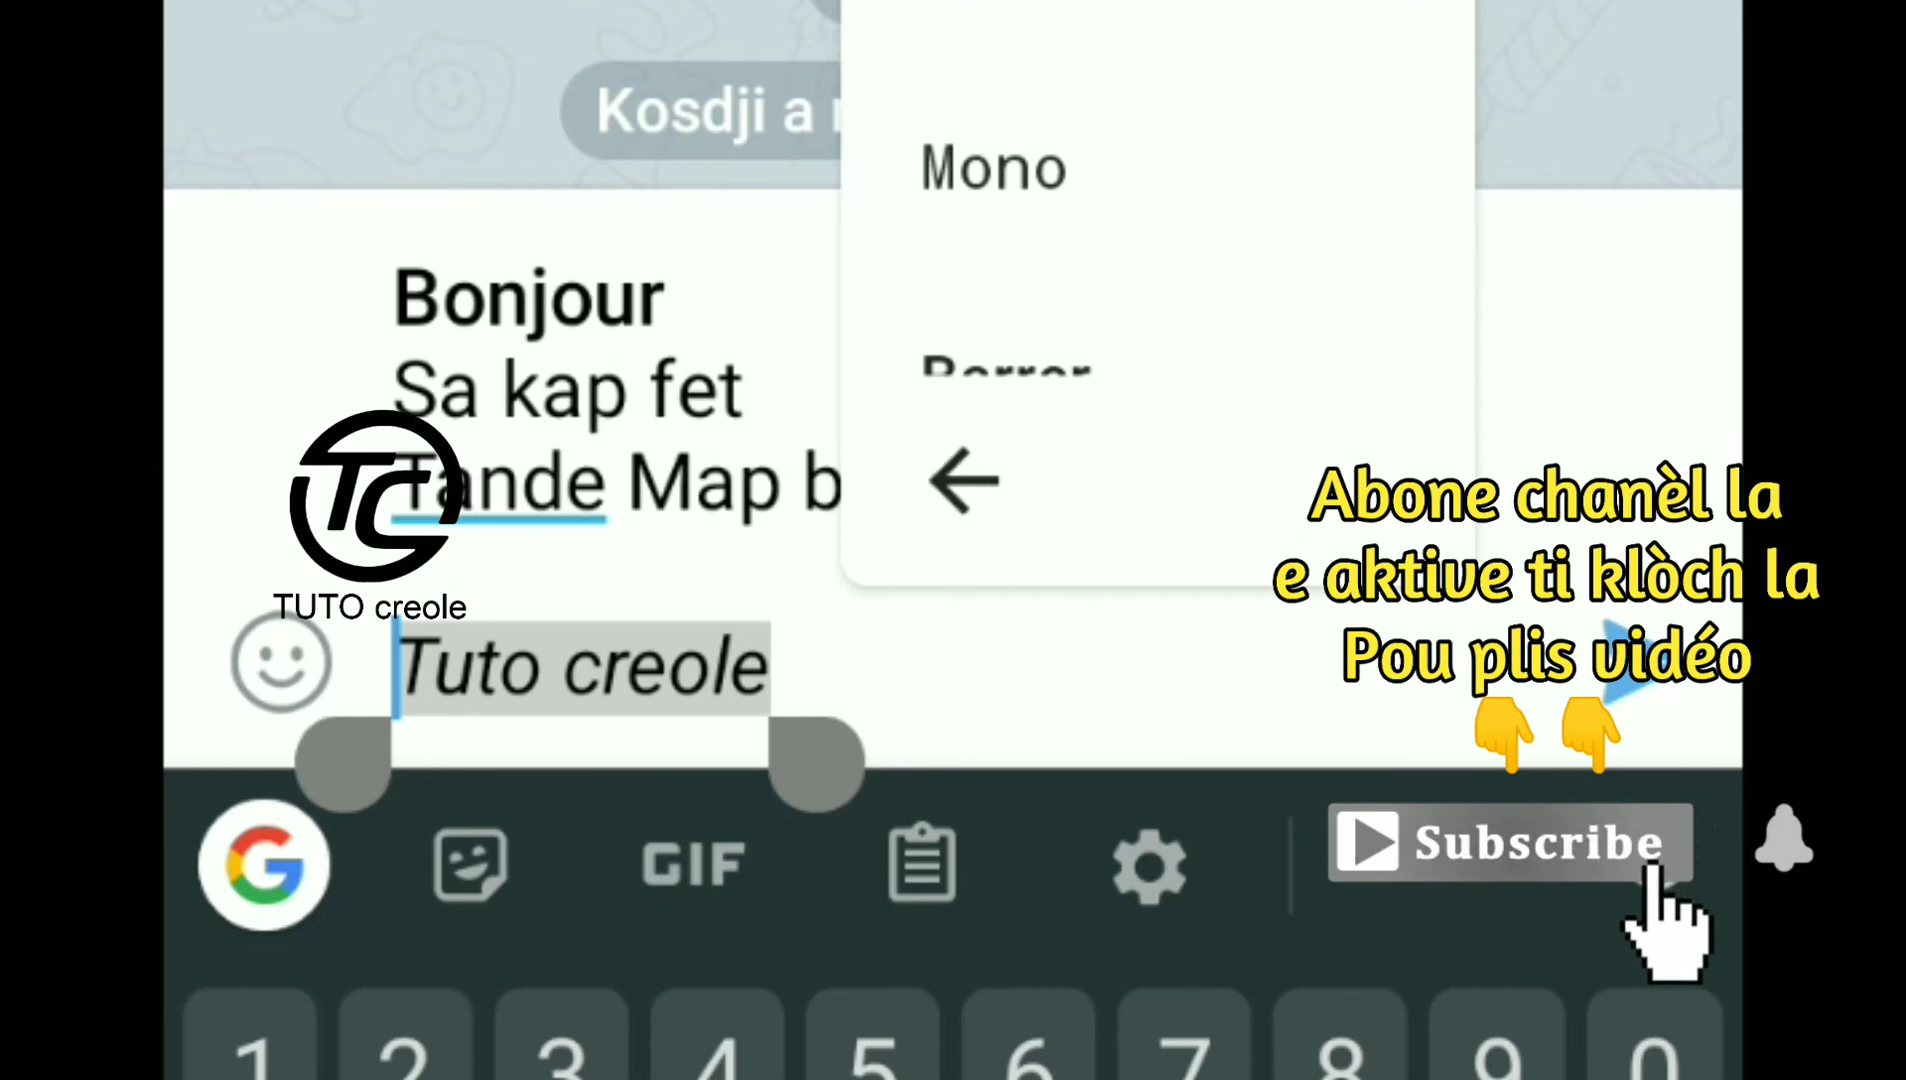 Kosdji a
Mono
Bonjour
Sa kap fet
Tande Map b
TC
TUTO creole
Tuto creole
Abone chanèl la
e aktive ti klòch la
Pou plis vidéo
👇 👇
G
GIF
Subscribe
1 2 3 4 5 6 7 8 9 0